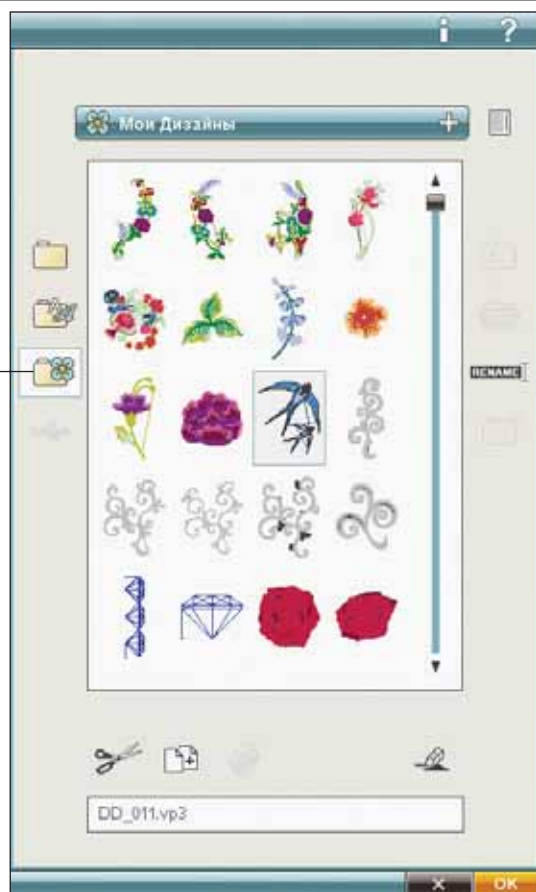 i ?
Мои Дизайны +
RENAME
DD_011.vp3
X OK